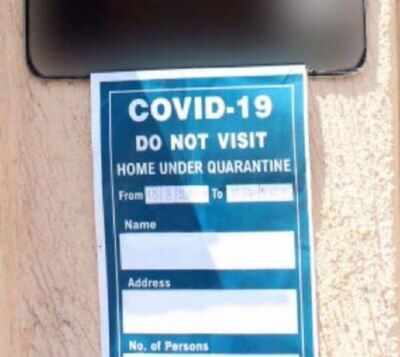 COVID-19
DO NOT VISIT
HOME UNDER QUARANTINE
From To
Name
Address
No. of Persons